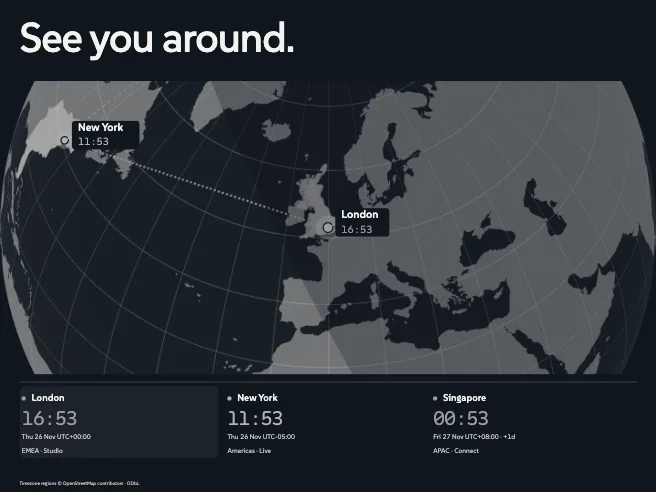 See you around.
New York
11:53
London
16:53
London
16:53
Thu 26 Nov UTC+00:00
EMEA · Studio
New York
11:53
Thu 26 Nov UTC-05:00
Americas · Live
Singapore
00:53
Fri 27 Nov UTC+08:00 · +1d
APAC · Connect
Timezone regions © OpenStreetMap contributors · ODbL